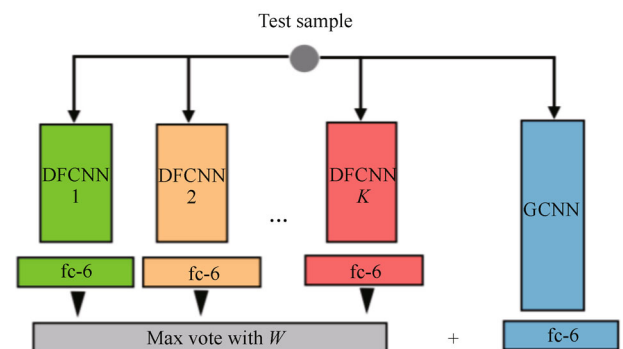 Test sample
DFCNN
1
DFCNN
2
...
DFCNN
K
GCNN
fc-6
fc-6
fc-6
Max vote with W
+
fc-6